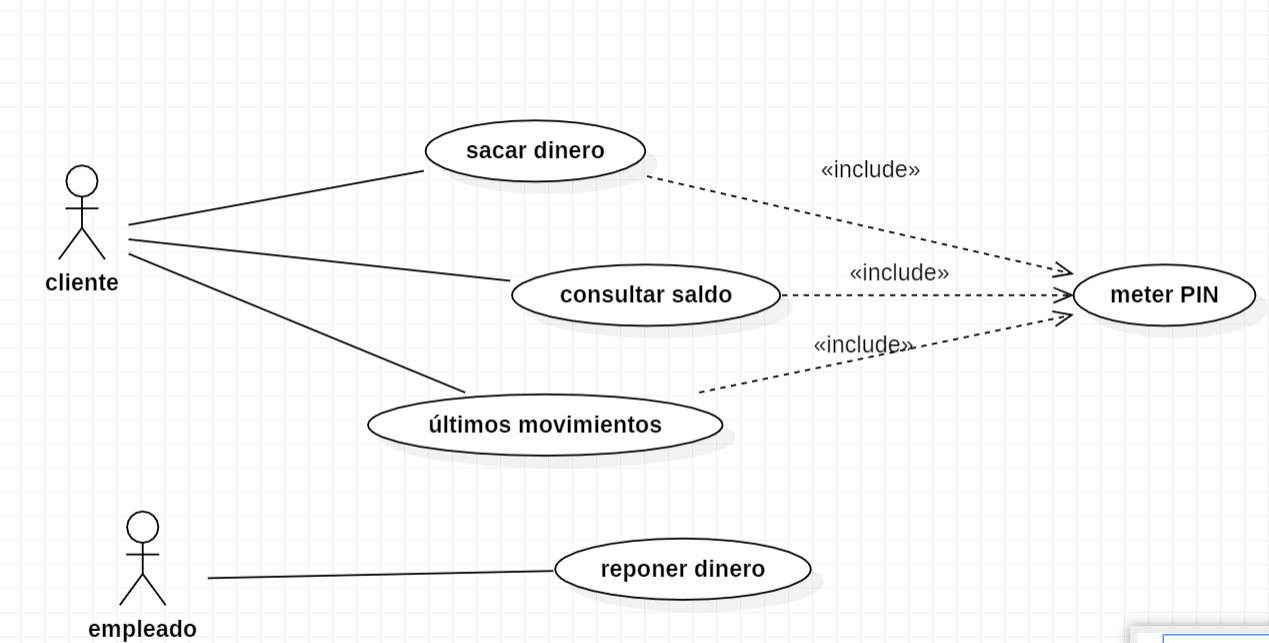 sacar dinero
«include»
cliente
consultar saldo
«include»
meter PIN
«include»
últimos movimientos
reponer dinero
empleado